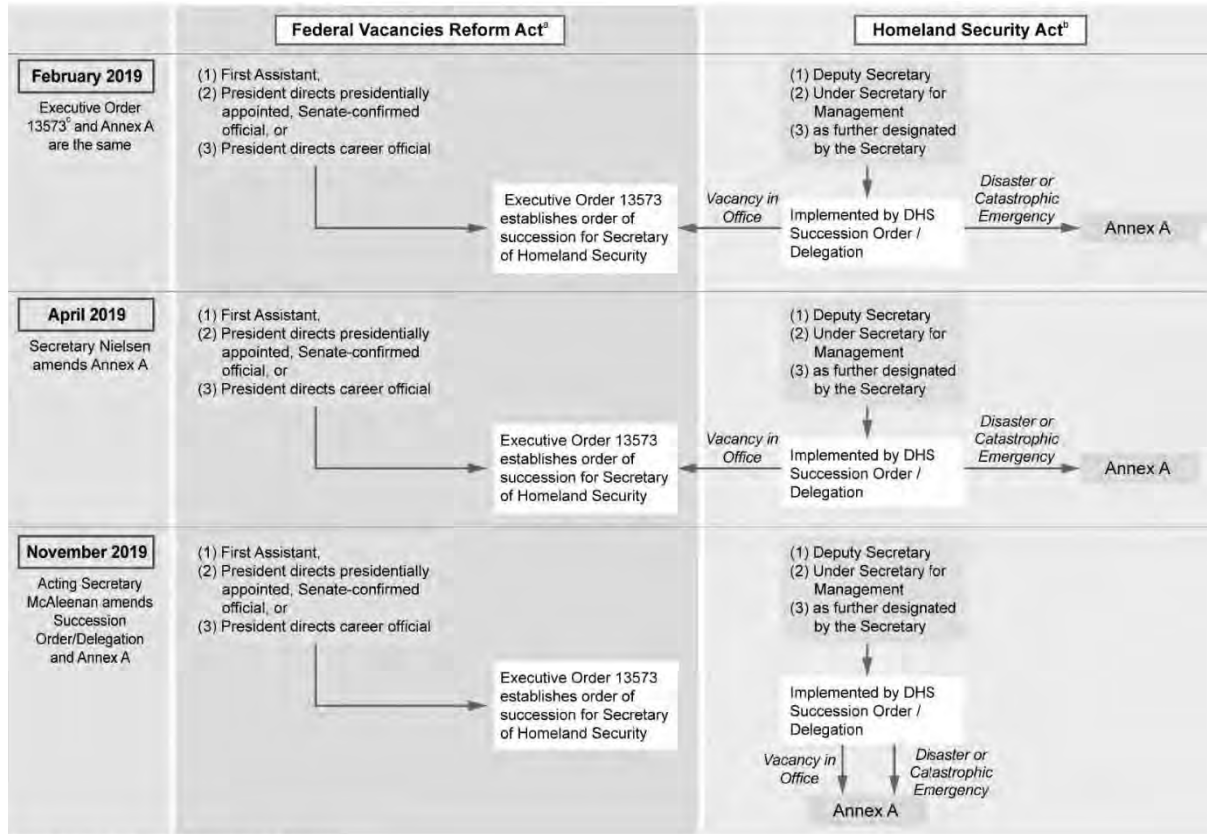 Federal Vacancies Reform Actᵃ
Homeland Security Actᵇ
February 2019
Executive Order
13573ᶜ and Annex A
are the same
(1) First Assistant,
(2) President directs presidentially
appointed, Senate-confirmed
official, or
(3) President directs career official
Executive Order 13573
establishes order of
succession for Secretary
of Homeland Security
(1) Deputy Secretary
(2) Under Secretary for
Management
(3) as further designated
by the Secretary
Vacancy in
Office
Implemented by DHS
Succession Order /
Delegation
Disaster or
Catastrophic
Emergency
Annex A
April 2019
Secretary Nielsen
amends Annex A
(1) First Assistant,
(2) President directs presidentially
appointed, Senate-confirmed
official, or
(3) President directs career official
Executive Order 13573
establishes order of
succession for Secretary
of Homeland Security
(1) Deputy Secretary
(2) Under Secretary for
Management
(3) as further designated
by the Secretary
Vacancy in
Office
Implemented by DHS
Succession Order /
Delegation
Disaster or
Catastrophic
Emergency
Annex A
November 2019
Acting Secretary
McAleenan amends
Succession
Order/Delegation
and Annex A
(1) First Assistant,
(2) President directs presidentially
appointed, Senate-confirmed
official, or
(3) President directs career official
Executive Order 13573
establishes order of
succession for Secretary
of Homeland Security
(1) Deputy Secretary
(2) Under Secretary for
Management
(3) as further designated
by the Secretary
Implemented by DHS
Succession Order /
Delegation
Vacancy in
Office
Disaster or
Catastrophic
Emergency
Annex A